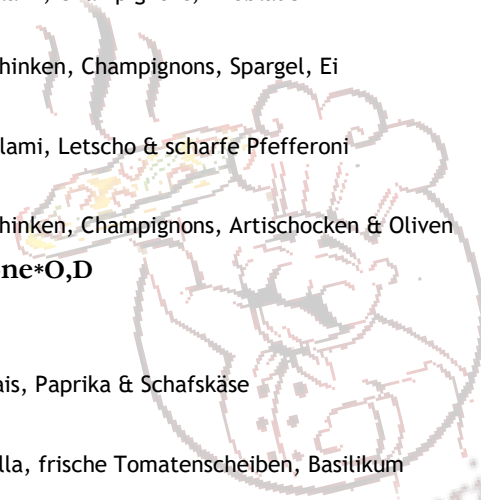 hinken, Champignons, Spargel, Ei
lami, Letscho & scharfe Pfefferoni
hinken, Champignons, Artischocken & Oliven
ne*O,D
ais, Paprika & Schafskäse
lla, frische Tomatenscheiben, Basilikum